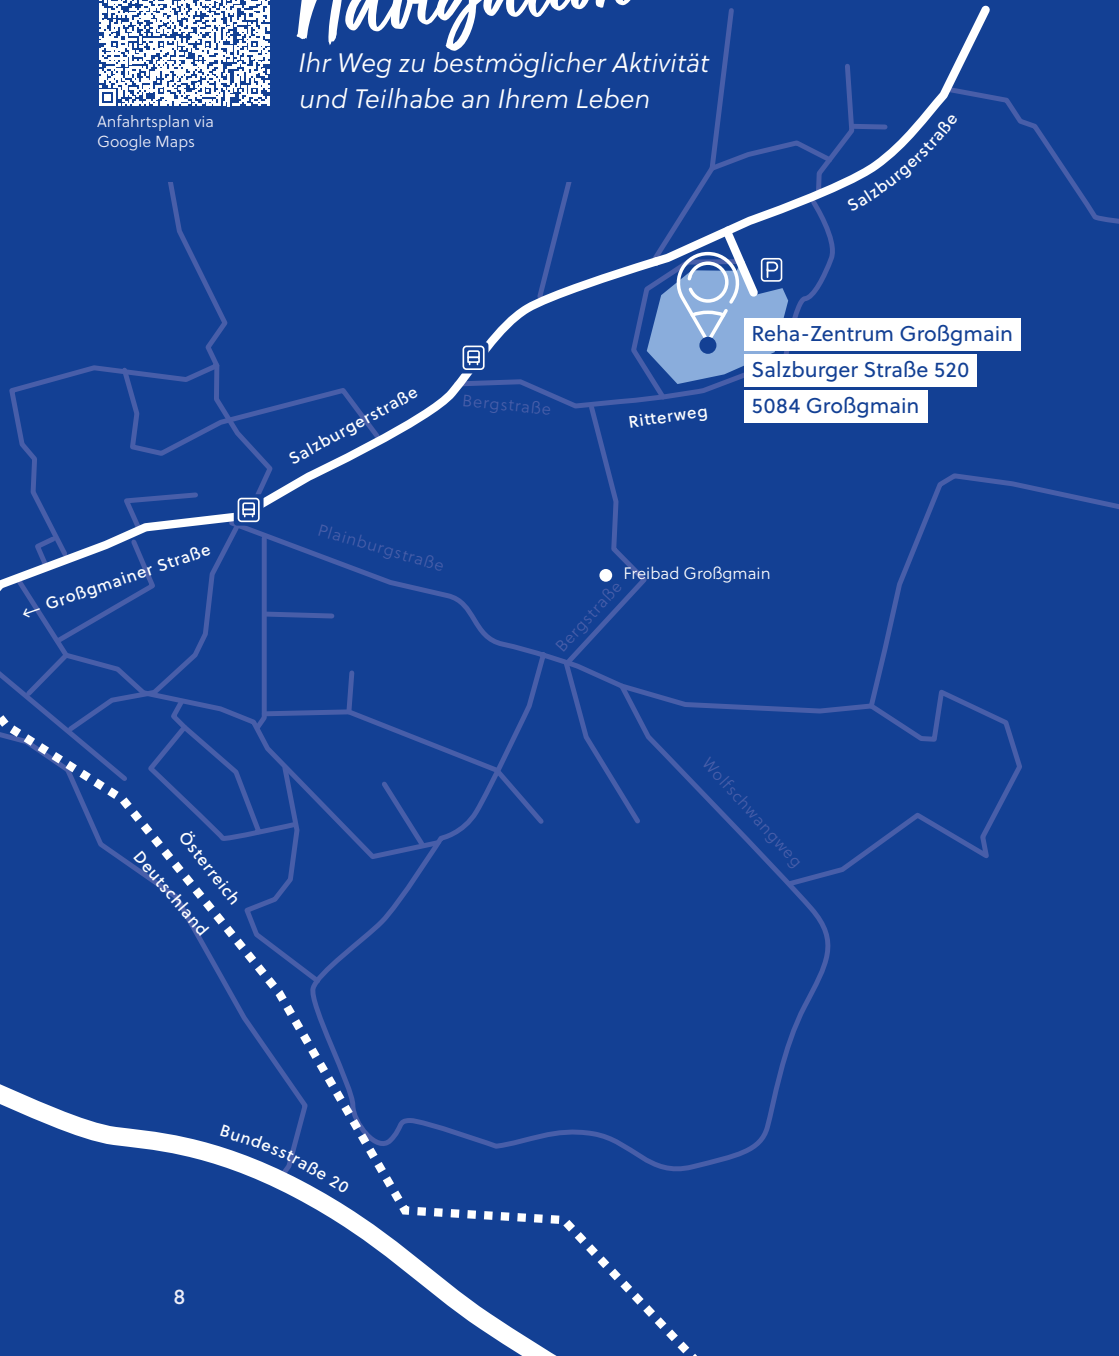 Navigation
Ihr Weg zu bestmöglicher Aktivität
und Teilhabe an Ihrem Leben
Anfahrtsplan via
Google Maps
Salzburgerstraße
P
Reha-Zentrum Großgmain
Salzburger Straße 520
5084 Großgmain
Bergstraße
Ritterweg
Salzburgerstraße
Plainburgstraße
← Großgmainer Straße
Freibad Großgmain
Bergstraße
Wolfschwangweg
Österreich
Deutschland
Bundesstraße 20
8